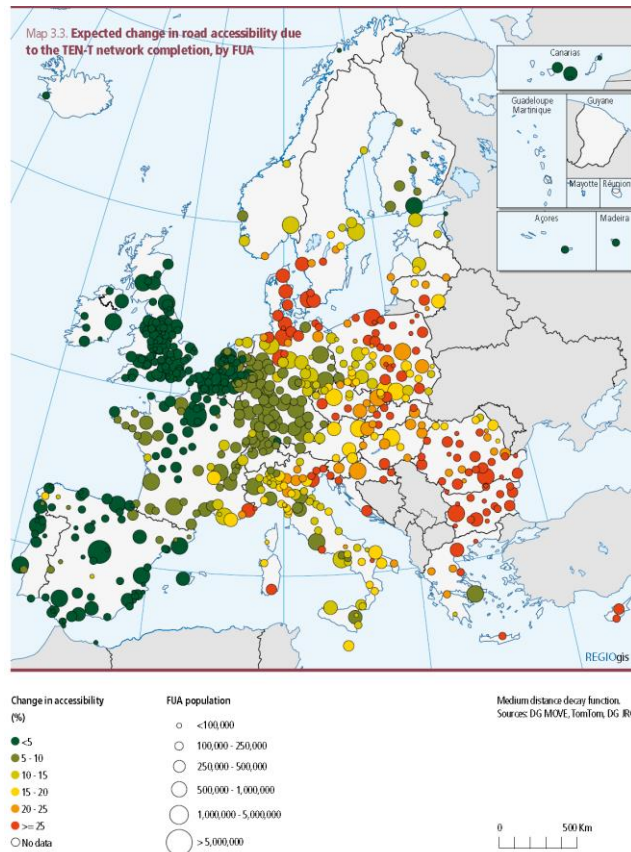 Map 3.3. Expected change in road accessibility due
to the TEN-T network completion, by FUA
Canarias
Guadeloupe
Martinique
Guyane
Mayotte
Réunion
Açores
Madeira
REGIOgis
Change in accessibility
(%)
<5
5 - 10
10 - 15
15 - 20
20 - 25
>= 25
No data
FUA population
<100,000
100,000 - 250,000
250,000 - 500,000
500,000 - 1,000,000
1,000,000 - 5,000,000
> 5,000,000
Medium distance decay function.
Sources: DG MOVE, TomTom, DG JR
0 500 Km